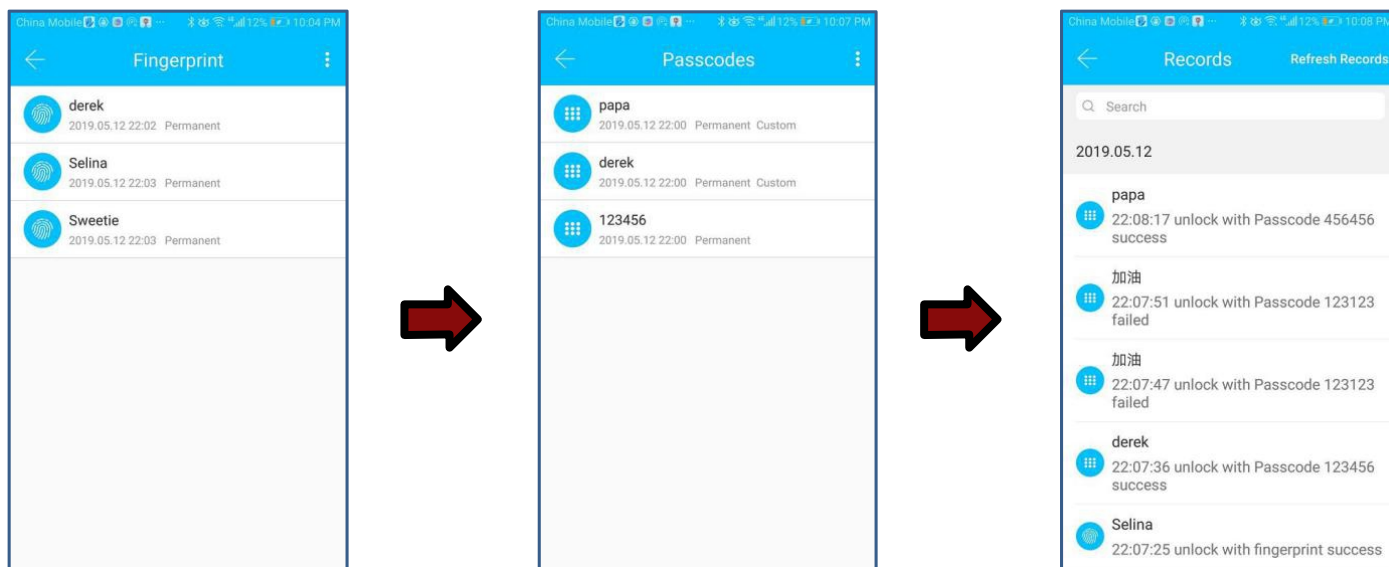 China Mobile 12% 10:04 PM
Fingerprint
derek
2019.05.12 22:02 Permanent
Selina
2019.05.12 22:03 Permanent
Sweetie
2019.05.12 22:03 Permanent
China Mobile 12% 10:07 PM
Passcodes
papa
2019.05.12 22:00 Permanent Custom
derek
2019.05.12 22:00 Permanent Custom
123456
2019.05.12 22:00 Permanent
China Mobile 12% 10:08 PM
Records Refresh Records
Search
2019.05.12
papa
22:08:17 unlock with Passcode 456456
success
加油
22:07:51 unlock with Passcode 123123
failed
加油
22:07:47 unlock with Passcode 123123
failed
derek
22:07:36 unlock with Passcode 123456
success
Selina
22:07:25 unlock with fingerprint success